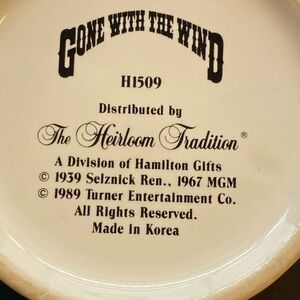 GONE WITH THE WIND
H1509
Distributed by
The Heirloom Tradition®
A Division of Hamilton Gifts
© 1939 Selznick Ren., 1967 MGM
© 1989 Turner Entertainment Co.
All Rights Reserved.
Made in Korea